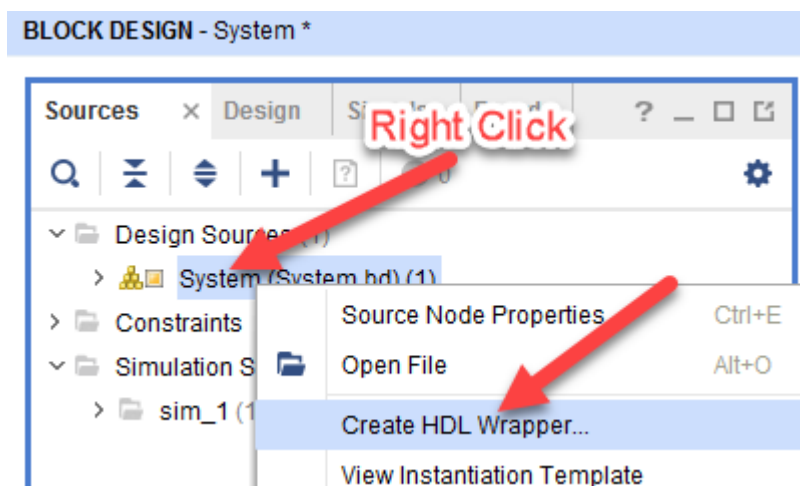 BLOCK DESIGN - System *
Sources × Design
Right Click
? 0
Design Sources (1)
System (System.bd) (1)
Source Node Properties... Ctrl+E
Constraints
Open File Alt+O
Simulation S
sim_1 (1
Create HDL Wrapper...
View Instantiation Template